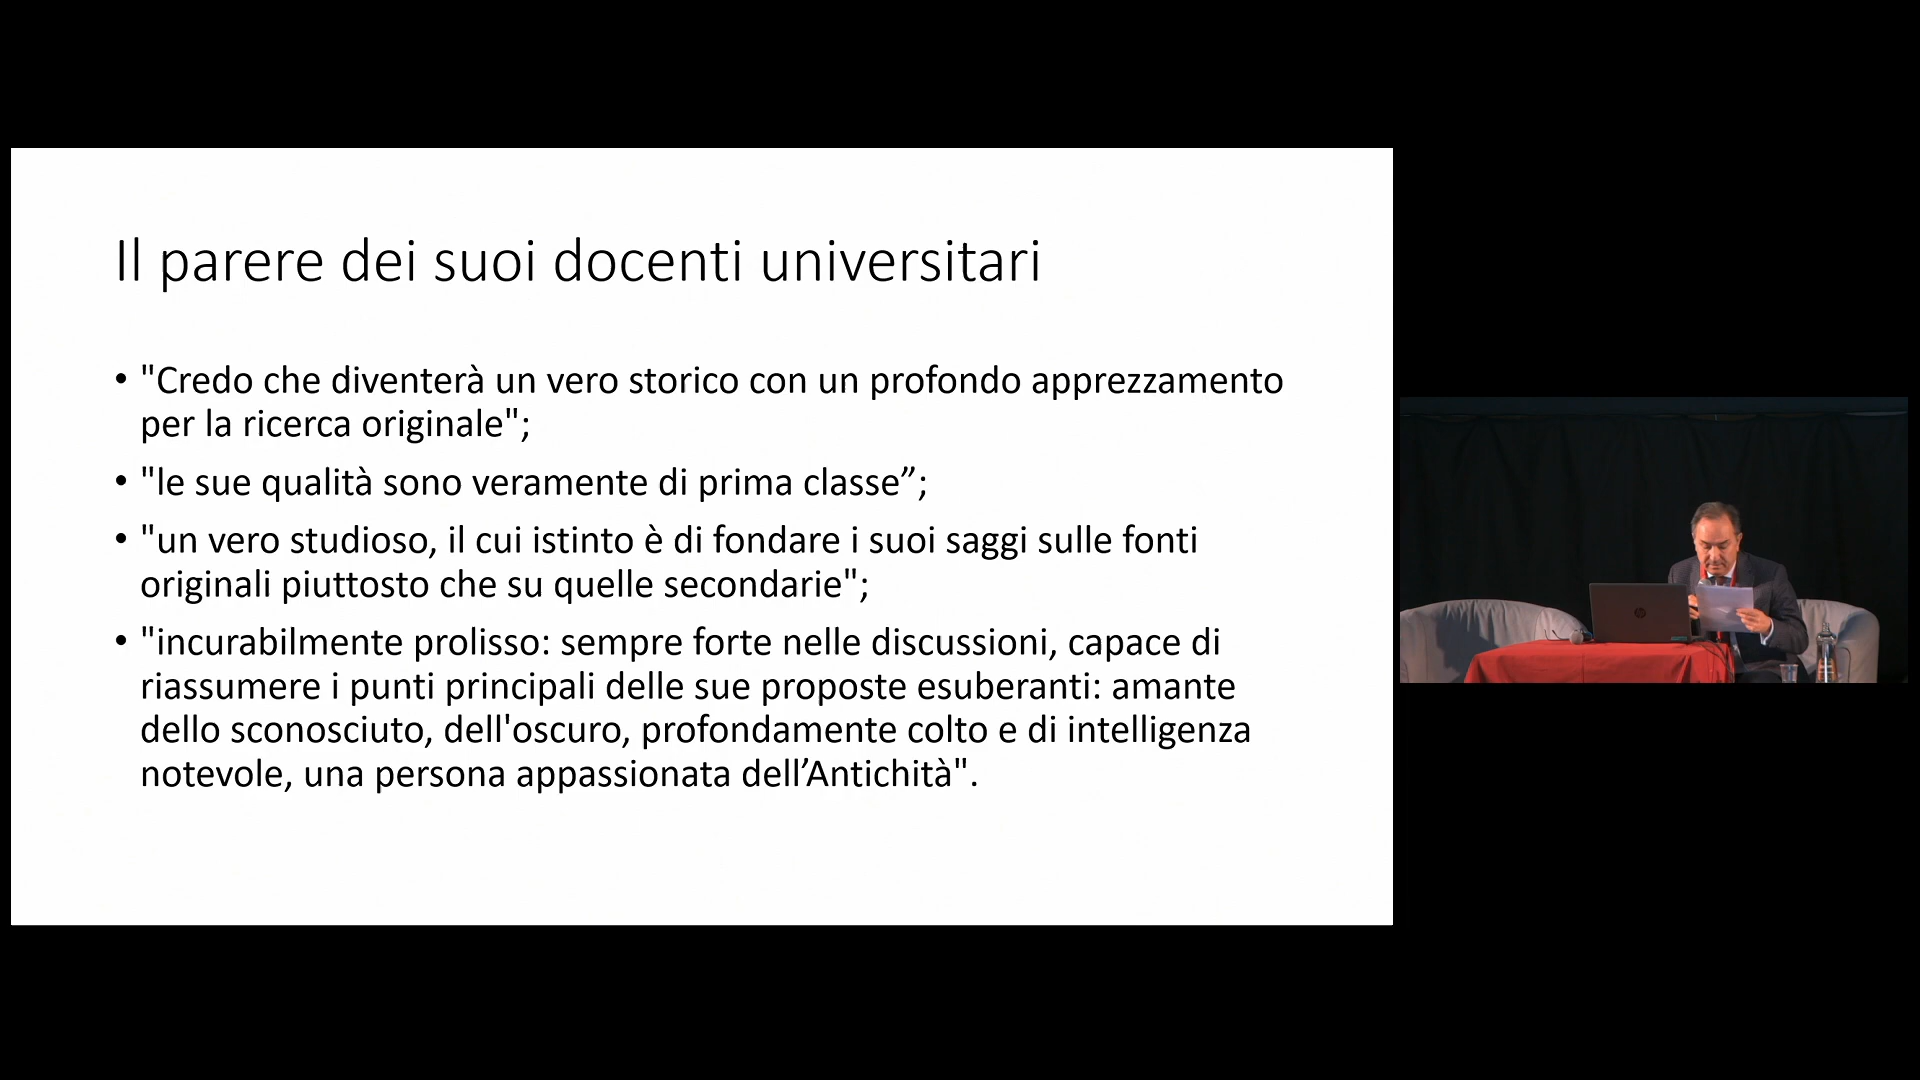 Il parere dei suoi docenti universitari
• "Credo che diventerà un vero storico con un profondo apprezzamento
per la ricerca originale";
• "le sue qualità sono veramente di prima classe”;
• "un vero studioso, il cui istinto è di fondare i suoi saggi sulle fonti
originali piuttosto che su quelle secondarie";
• "incurabilmente prolisso: sempre forte nelle discussioni, capace di
riassumere i punti principali delle sue proposte esuberanti: amante
dello sconosciuto, dell'oscuro, profondamente colto e di intelligenza
notevole, una persona appassionata dell’Antichità".